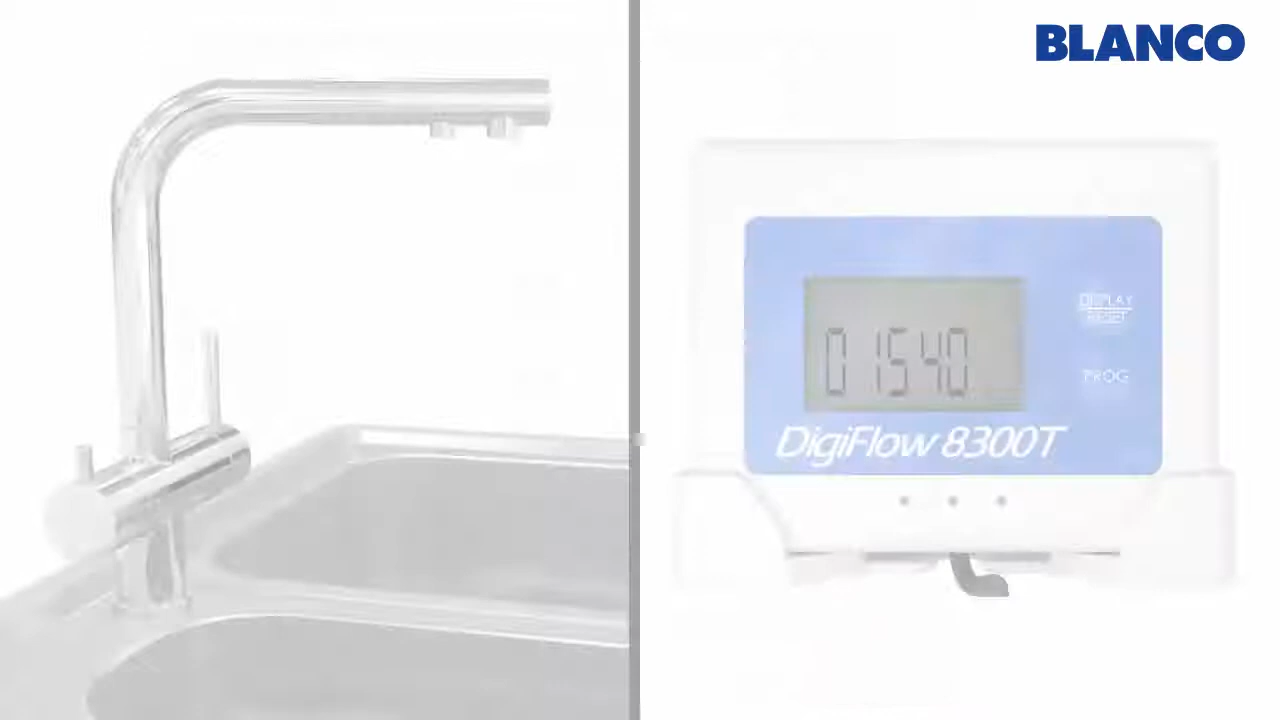 BLANCO
01540
DISPLAY
RESET
PROG
DigiFlow 8300T